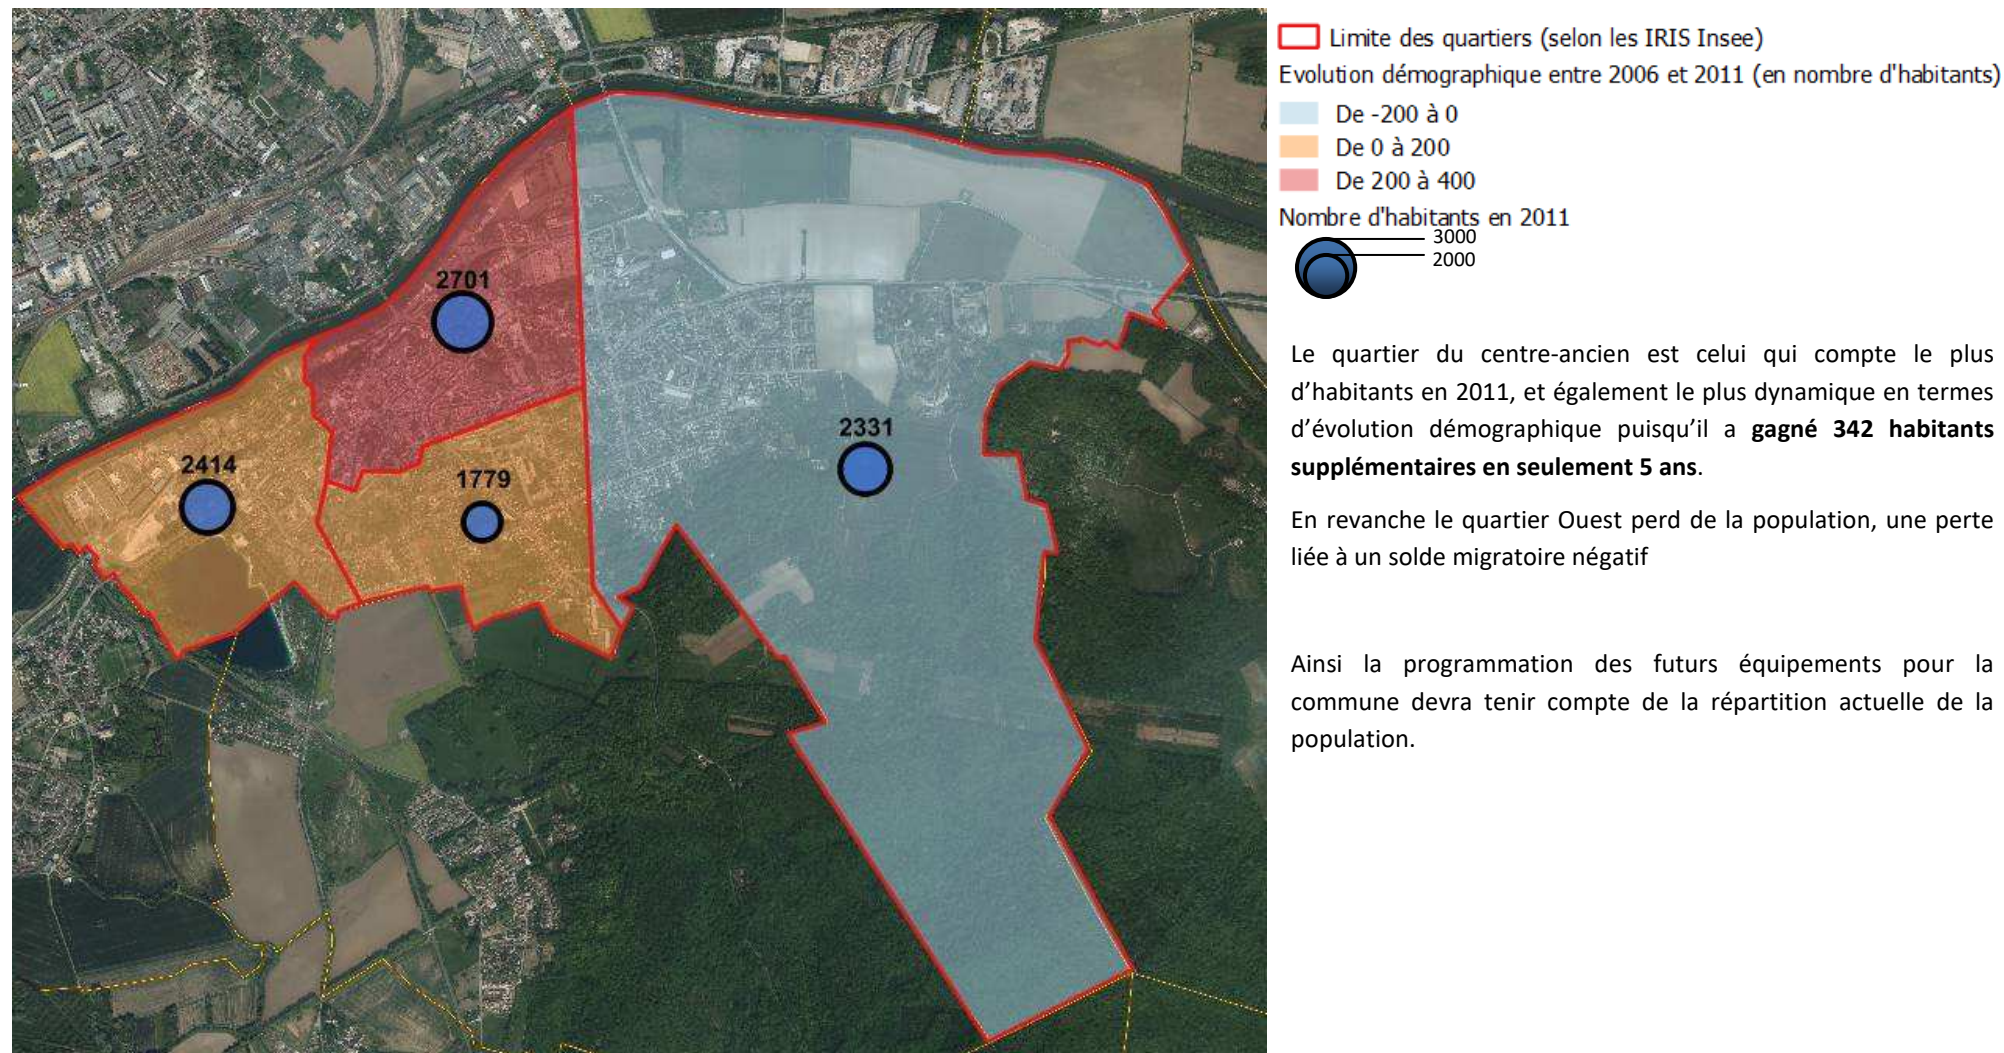 Limite des quartiers (selon les IRIS Insee)
Evolution démographique entre 2006 et 2011 (en nombre d'habitants)
De -200 à 0
De 0 à 200
De 200 à 400
Nombre d'habitants en 2011
3000
2000
2701
2331
2414
1779
Le quartier du centre-ancien est celui qui compte le plus
d’habitants en 2011, et également le plus dynamique en termes
d’évolution démographique puisqu’il a gagné 342 habitants
supplémentaires en seulement 5 ans.
En revanche le quartier Ouest perd de la population, une perte
liée à un solde migratoire négatif
Ainsi la programmation des futurs équipements pour la
commune devra tenir compte de la répartition actuelle de la
population.